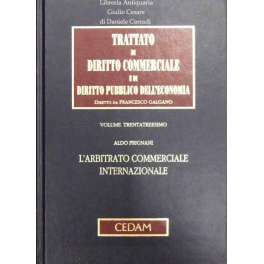 Libreria Antiquaria
Giulio Cesare
di Daniele Corradi
TRATTATO
DI
DIRITTO COMMERCIALE
E DI
DIRITTO PUBBLICO DELL'ECONOMIA
DIRETTO DA FRANCESCO GALGANO
VOLUME TRENTATREESIMO
ALDO FRIGNANI
L'ARBITRATO COMMERCIALE
INTERNAZIONALE
CEDAM